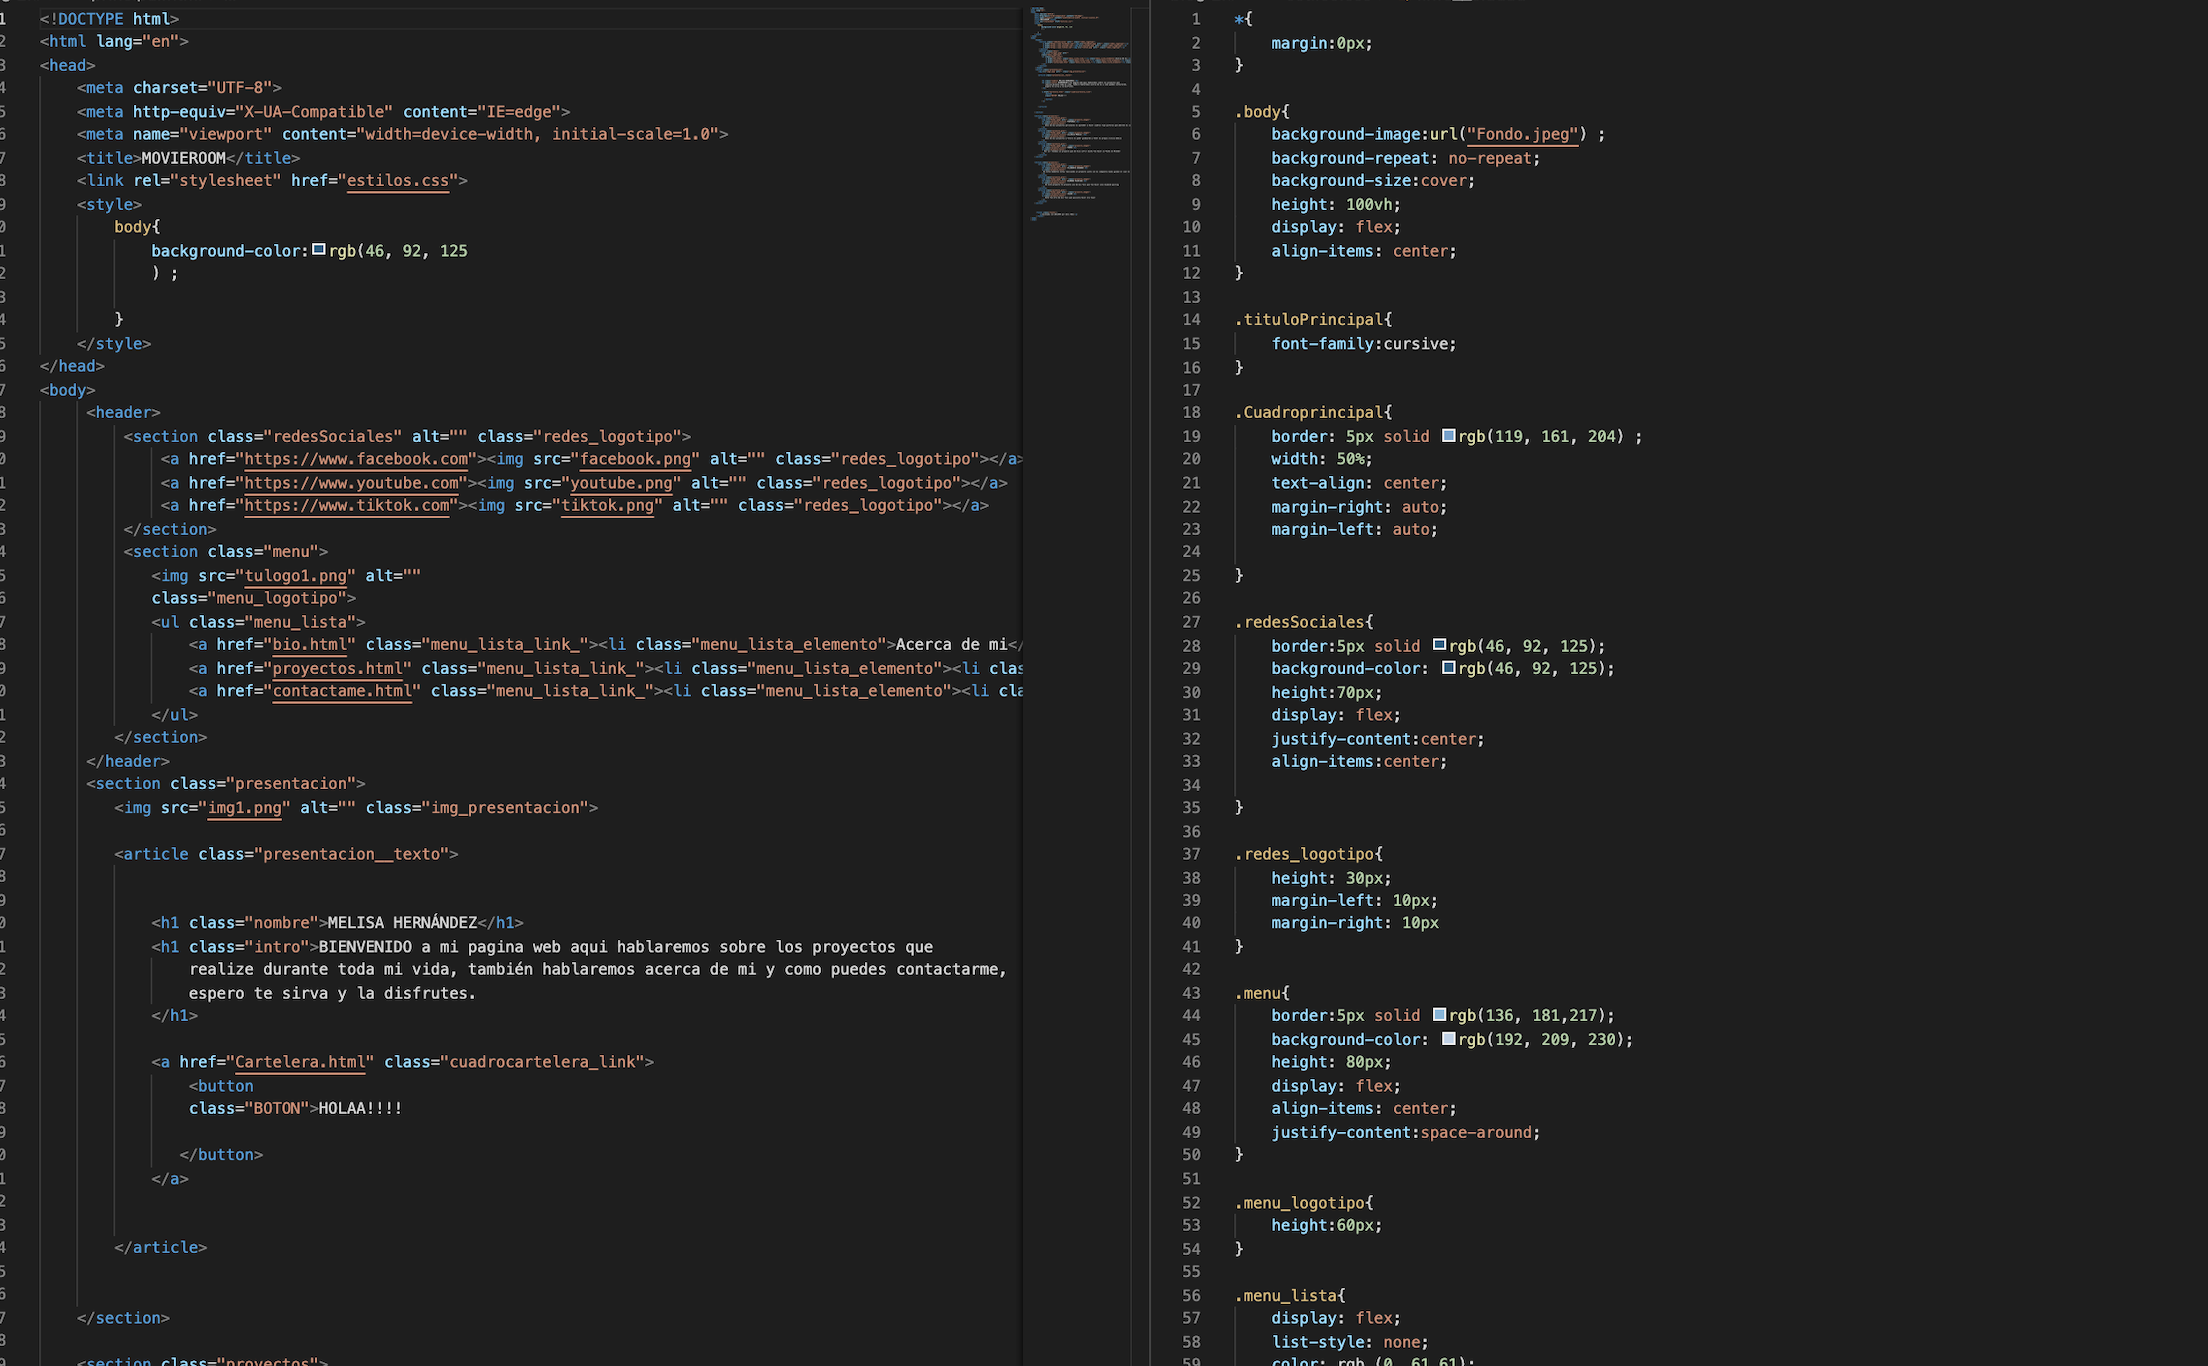 1 <!DOCTYPE html>
2 <html lang="en">
3 <head>
4 <meta charset="UTF-8">
5 <meta http-equiv="X-UA-Compatible" content="IE=edge">
6 <meta name="viewport" content="width=device-width, initial-scale=1.0">
7 <title>MOVIEROOM</title>
8 <link rel="stylesheet" href="estilos.css">
9 <style>
0 body{
1 background-color: rgb(46, 92, 125
2 ) ;
3
4 }
5 </style>
6 </head>
7 <body>
8 <header>
9 <section class="redesSociales" alt="" class="redes_logotipo">
0 <a href="https://www.facebook.com"><img src="facebook.png" alt="" class="redes_logotipo"></a>
1 <a href="https://www.youtube.com"><img src="youtube.png" alt="" class="redes_logotipo"></a>
2 <a href="https://www.tiktok.com"><img src="tiktok.png" alt="" class="redes_logotipo"></a>
3 </section>
4 <section class="menu">
5 <img src="tulogo1.png" alt=""
6 class="menu_logotipo">
7 <ul class="menu_lista">
8 <a href="bio.html" class="menu_lista_link_"><li class="menu_lista_elemento">Acerca de mi</
9 <a href="proyectos.html" class="menu_lista_link_"><li class="menu_lista_elemento"><li clas
0 <a href="contactame.html" class="menu_lista_link_"><li class="menu_lista_elemento"><li cla
1 </ul>
2 </section>
3 </header>
4 <section class="presentacion">
5 <img src="img1.png" alt="" class="img_presentacion">
6
7 <article class="presentacion__texto">
8
9
0 <h1 class="nombre">MELISA HERNÁNDEZ</h1>
1 <h1 class="intro">BIENVENIDO a mi pagina web aqui hablaremos sobre los proyectos que
2 realize durante toda mi vida, también hablaremos acerca de mi y como puedes contactarme,
3 espero te sirva y la disfrutes.
4 </h1>
5
6 <a href="Cartelera.html" class="cuadrocartelera_link">
7 <button
8 class="BOTON">HOLAA!!!!
9
0 </button>
1 </a>
2
3
4 </article>
5
6
7 </section>
8
9 <section class="proyectos">
1 *{
2 margin:0px;
3 }
4
5 .body{
6 background-image:url("Fondo.jpeg") ;
7 background-repeat: no-repeat;
8 background-size:cover;
9 height: 100vh;
10 display: flex;
11 align-items: center;
12 }
13
14 .tituloPrincipal{
15 font-family:cursive;
16 }
17
18 .Cuadroprincipal{
19 border: 5px solid rgb(119, 161, 204) ;
20 width: 50%;
21 text-align: center;
22 margin-right: auto;
23 margin-left: auto;
24
25 }
26
27 .redesSociales{
28 border:5px solid rgb(46, 92, 125);
29 background-color: rgb(46, 92, 125);
30 height:70px;
31 display: flex;
32 justify-content:center;
33 align-items:center;
34
35 }
36
37 .redes_logotipo{
38 height: 30px;
39 margin-left: 10px;
40 margin-right: 10px
41 }
42
43 .menu{
44 border:5px solid rgb(136, 181,217);
45 background-color: rgb(192, 209, 230);
46 height: 80px;
47 display: flex;
48 align-items: center;
49 justify-content:space-around;
50 }
51
52 .menu_logotipo{
53 height:60px;
54 }
55
56 .menu_lista{
57 display: flex;
58 list-style: none;
59 color: rgb (0, 61,61);